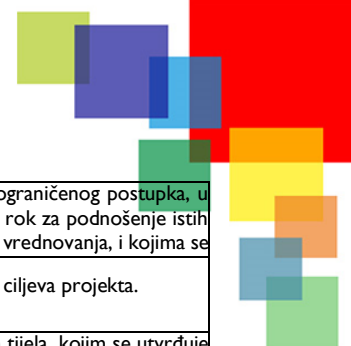 ograničenog postupka, u
rok za podnošenje istih
vrednovanja, i kojima se
ciljeva projekta.
tijela, kojim se utvrđuje